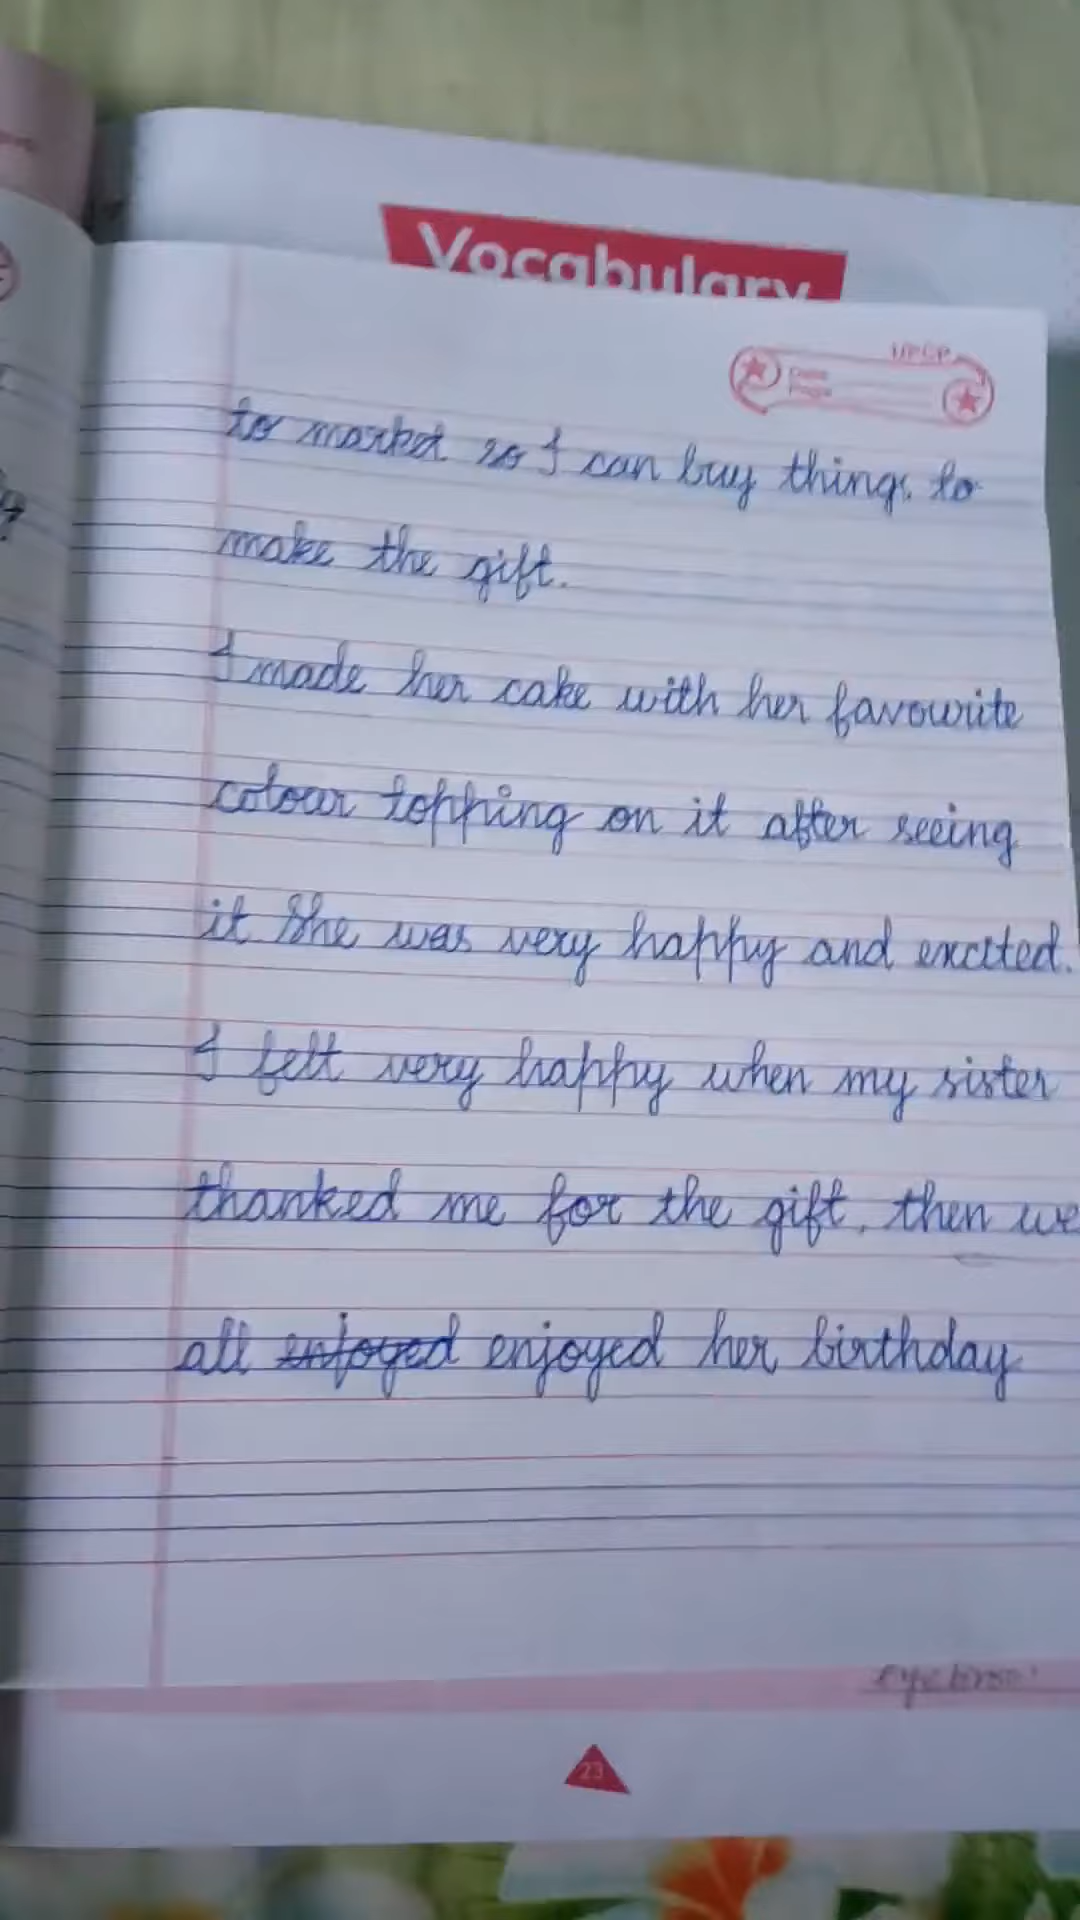 Vocabulary
to market so I can buy things to
make the gift.
I made her cake with her favourite
colour topping on it after seeing
it She was very happy and excited.
I felt very happy when my sister
thanked me for the gift, then we
all enjoyed enjoyed her birthday
23